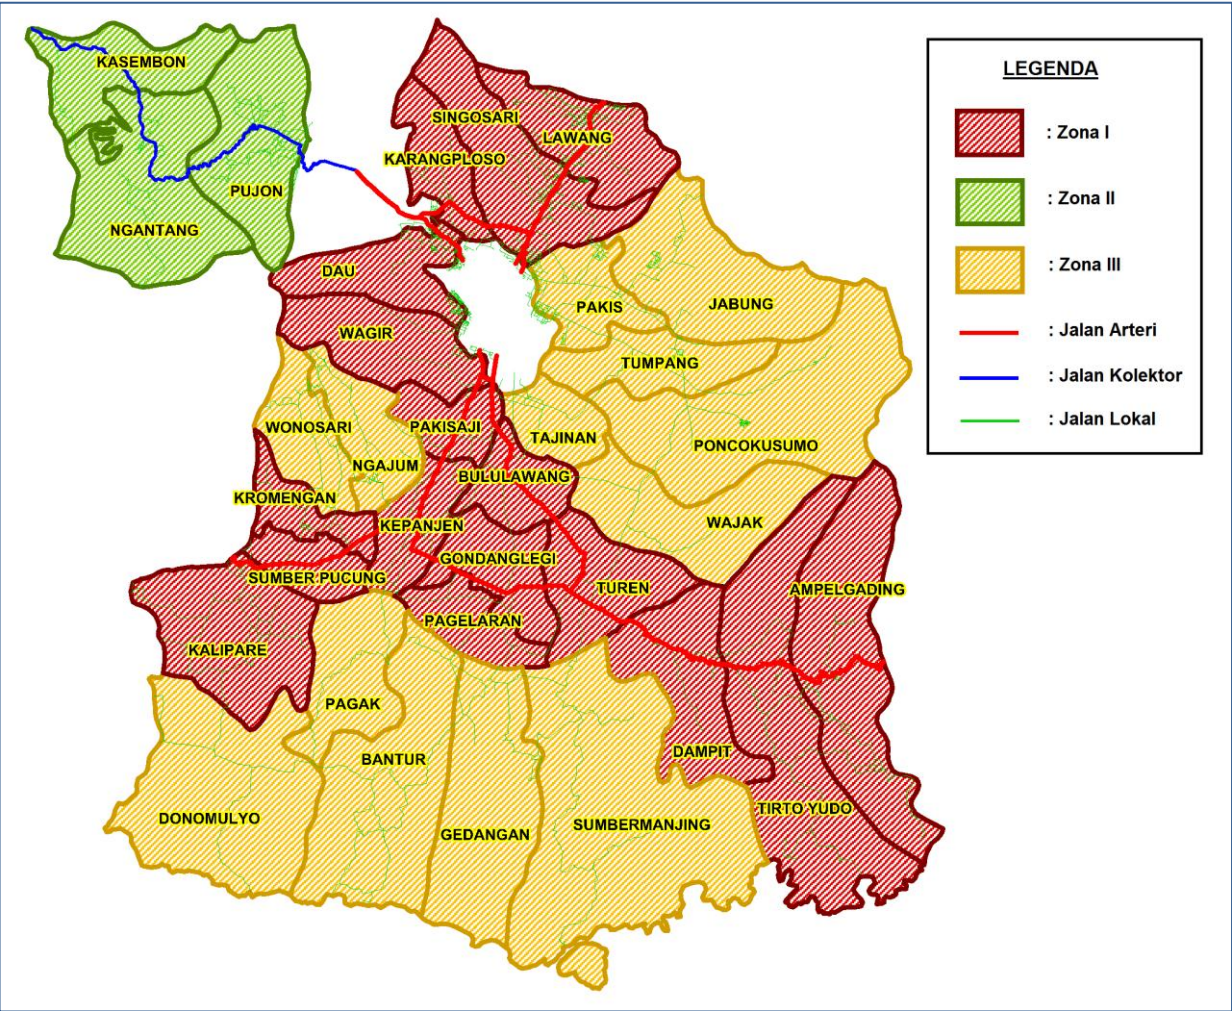 KASEMBON
SINGOSARI
LAWANG
KARANGPLOSO
PUJON
NGANTANG
DAU
PAKIS
JABUNG
WAGIR
TUMPANG
WONOSARI
PAKISAJI
TAJINAN
PONCOKUSUMO
NGAJUM
BULULAWANG
KROMENGAN
KEPANJEN
WAJAK
GONDANGLEGI
SUMBER PUCUNG
TUREN
AMPELGADING
PAGELARAN
KALIPARE
PAGAK
DAMPIT
BANTUR
TIRTO YUDO
DONOMULYO
GEDANGAN
SUMBERMANJING
LEGENDA
: Zona I
: Zona II
: Zona III
: Jalan Arteri
: Jalan Kolektor
: Jalan Lokal